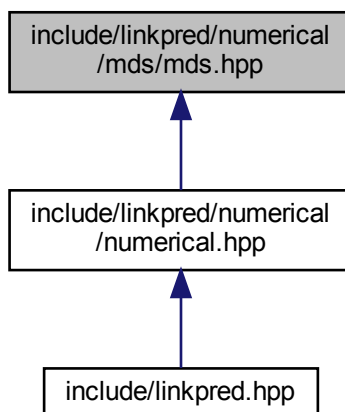 include/linkpred/numerical
/mds/mds.hpp
include/linkpred/numerical
/numerical.hpp
include/linkpred.hpp